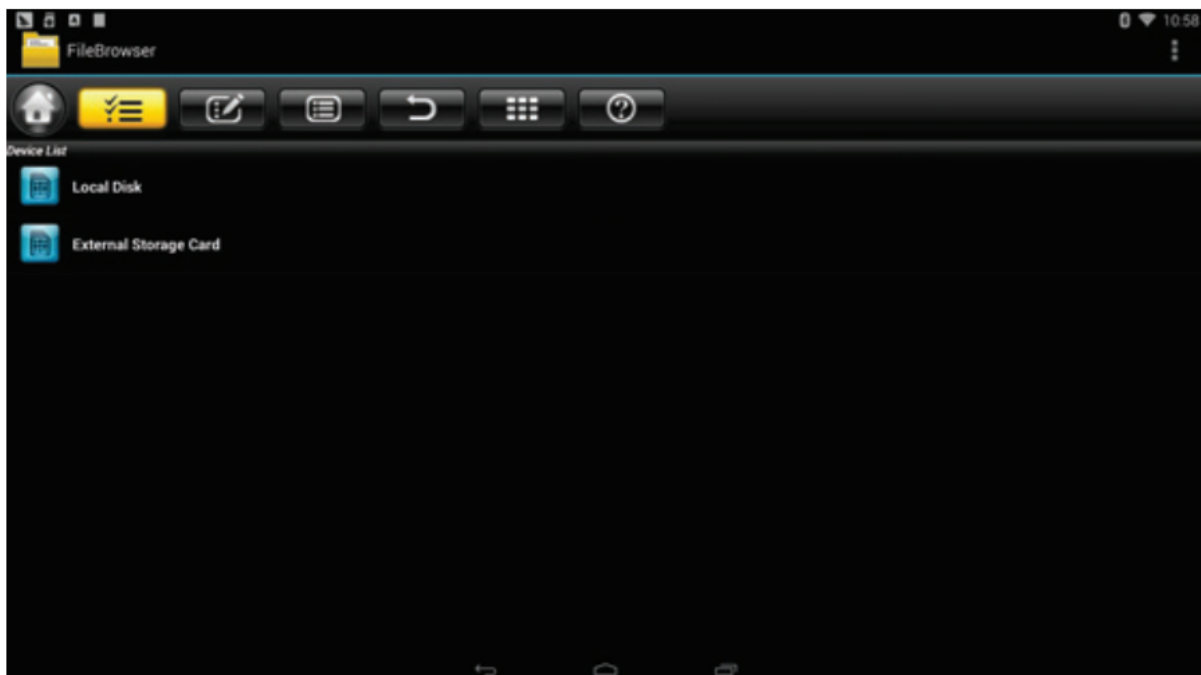 10:58
FileBrowser
Device List
Local Disk
External Storage Card